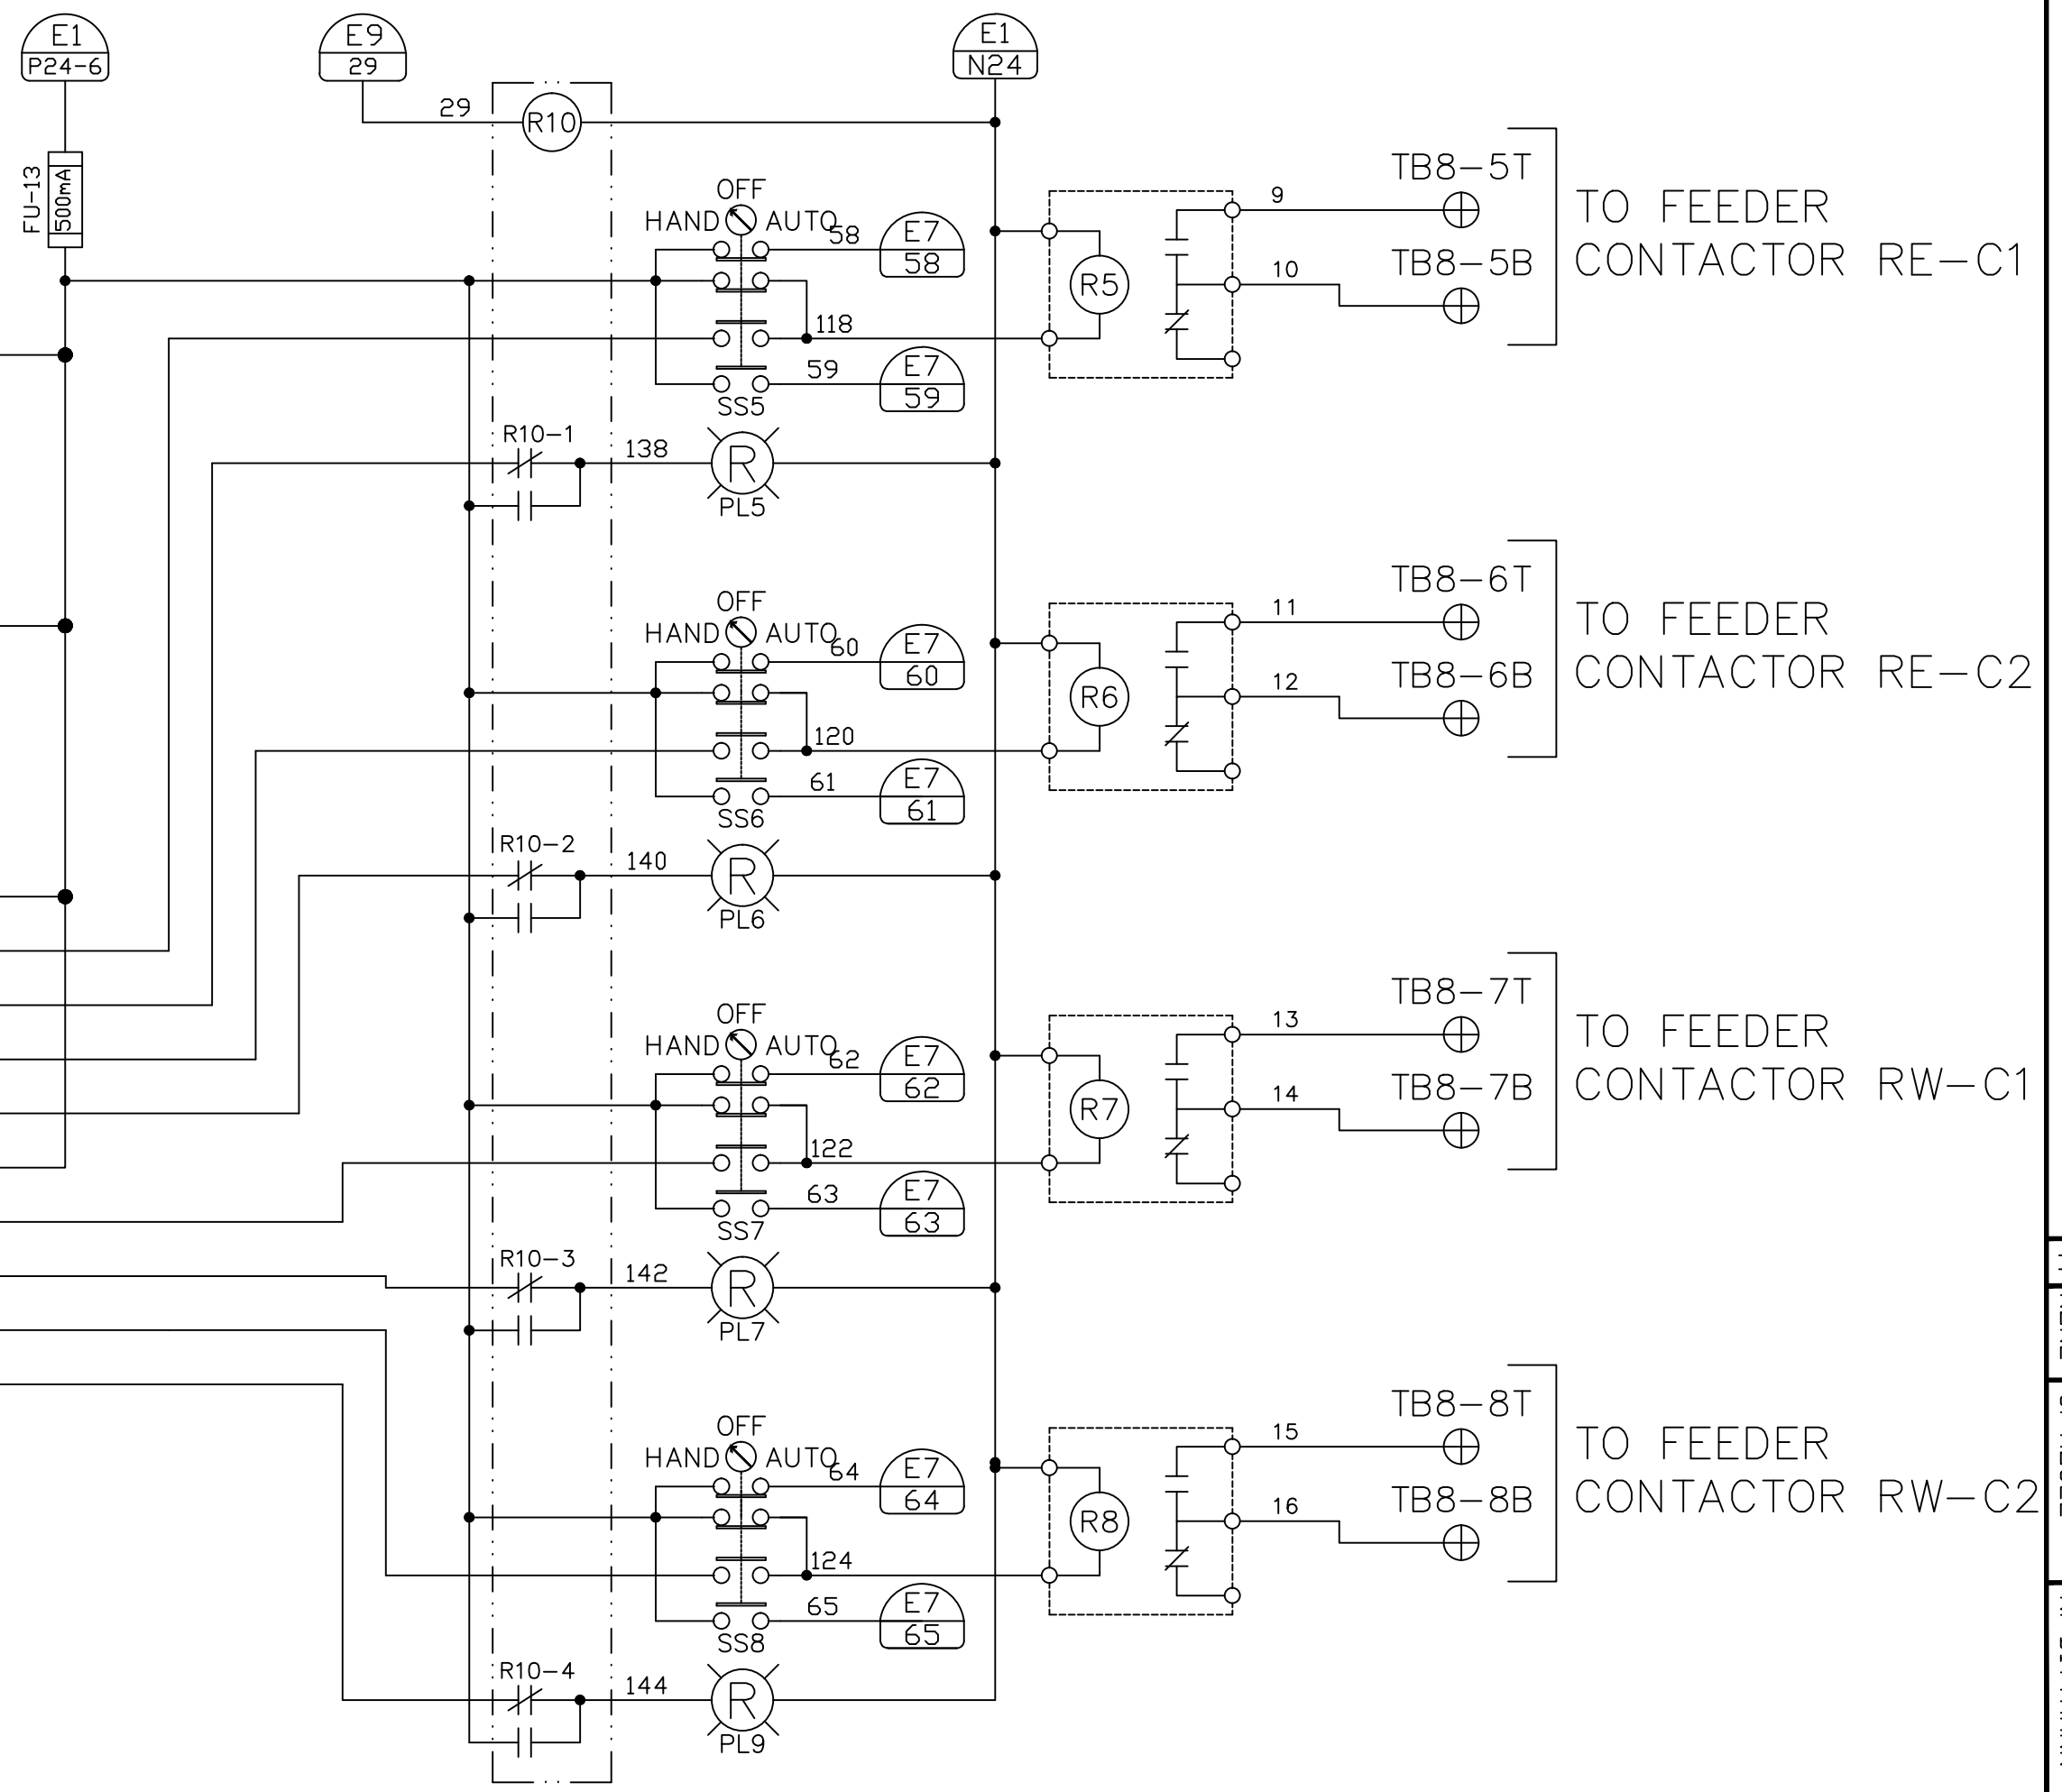 E1
P24-6
E9
29
E1
N24
29
R10
FU-13
500mA
OFF
HAND AUTO
58
E7
58
118
59
E7
59
SS5
R5
9
10
TB8-5T
TB8-5B
TO FEEDER
CONTACTOR RE-C1
R10-1
138
R
PL5
OFF
HAND AUTO
60
E7
60
120
61
E7
61
SS6
R6
11
12
TB8-6T
TB8-6B
TO FEEDER
CONTACTOR RE-C2
R10-2
140
R
PL6
OFF
HAND AUTO
62
E7
62
122
63
E7
63
SS7
R7
13
14
TB8-7T
TB8-7B
TO FEEDER
CONTACTOR RW-C1
R10-3
142
R
PL7
OFF
HAND AUTO
64
E7
64
124
65
E7
65
SS8
R8
15
16
TB8-8T
TB8-8B
TO FEEDER
CONTACTOR RW-C2
R10-4
144
R
PL9